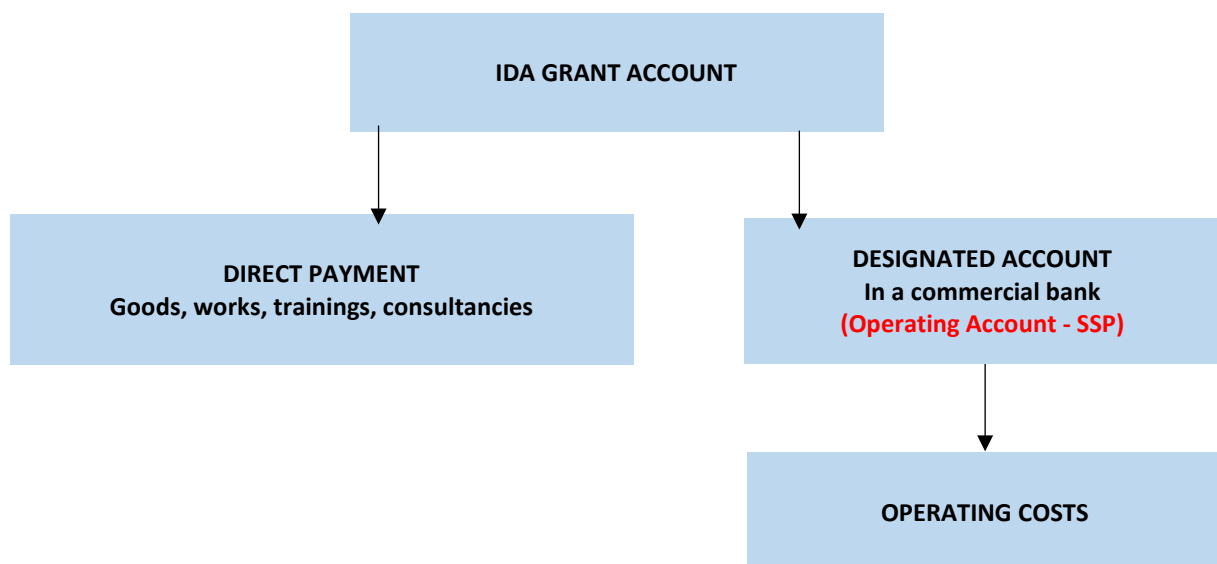 IDA GRANT ACCOUNT
DIRECT PAYMENT
Goods, works, trainings, consultancies
DESIGNATED ACCOUNT
In a commercial bank
(Operating Account - SSP)
OPERATING COSTS